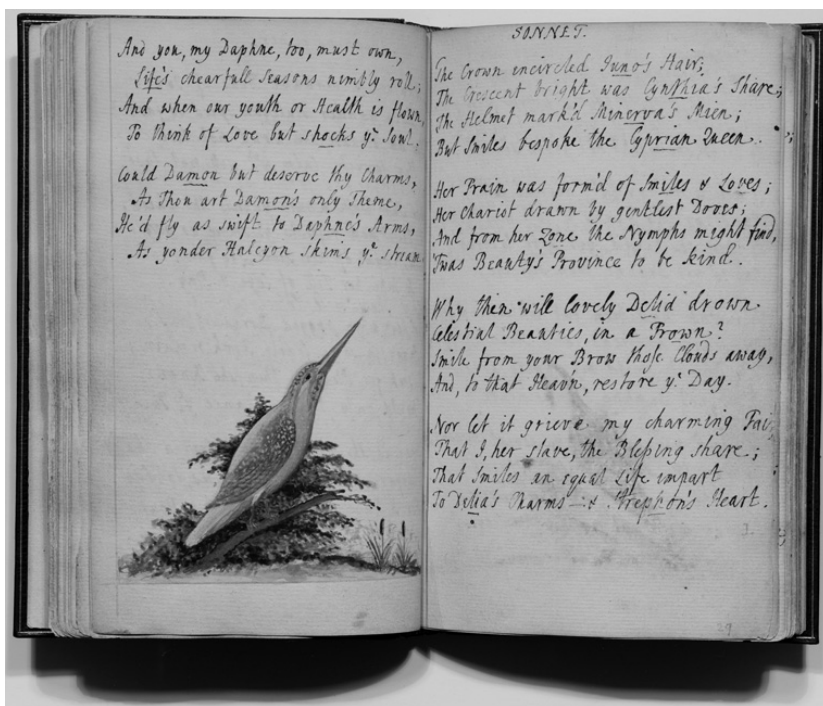 And you, my Daphne, too, must own,
Life's chearfull Seasons nimbly roll;
And when our youth or Health is flown,
To think of Love but shocks yͤ Soul.
Could Damon but deserve thy Charms,
As Thou art Damon's only Theme,
He'd fly as swift to Daphne's Arms,
As yonder Halcyon skims yͤ stream
SONNET.
The Crown encircled Juno's Hair;
The Crescent bright was Cynthia's Share;
The Helmet mark'd Minerva's Mien;
But Smiles bespoke the Cyprian Queen.
Her Train was form'd of Smiles & Loves;
Her Chariot drawn by gentlest Doves;
And from her Zone the Nymphs might find,
Twas Beauty's Province to be kind.
Why then will lovely Delia drown
Celestial Beauties, in a Frown?
Smile from your Brow those Clouds away,
And, to that Heav'n, restore yͤ Day.
Nor let it grieve my charming Fair,
That I, her slave, the Blessing share;
That Smiles an equal Life impart
To Delia's Charms — & Strephon's Heart.
29